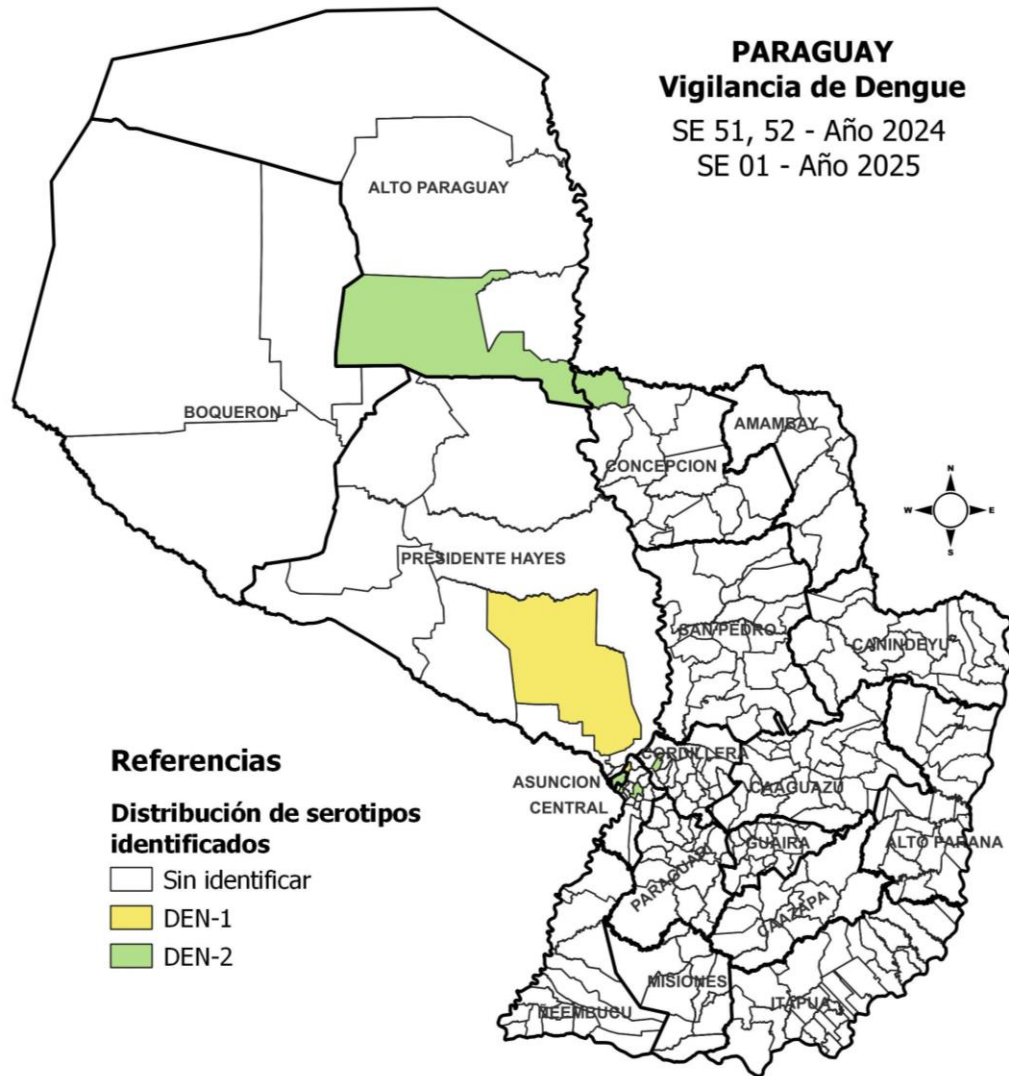 PARAGUAY
Vigilancia de Dengue
SE 51, 52 - Año 2024
SE 01 - Año 2025
ALTO PARAGUAY
BOQUERON
AMAMBAY
CONCEPCION
N
W
E
S
PRESIDENTE HAYES
SAN PEDRO
CANINDEYU
Referencias
Distribución de serotipos
identificados
Sin identificar
DEN-1
DEN-2
CORDILLERA
ASUNCION
CENTRAL
CAAGUAZU
GUAIRA
ALTO PARANA
PARAGUARI
CAAZAPA
MISIONES
ITAPUA
ÑEEMBUCU